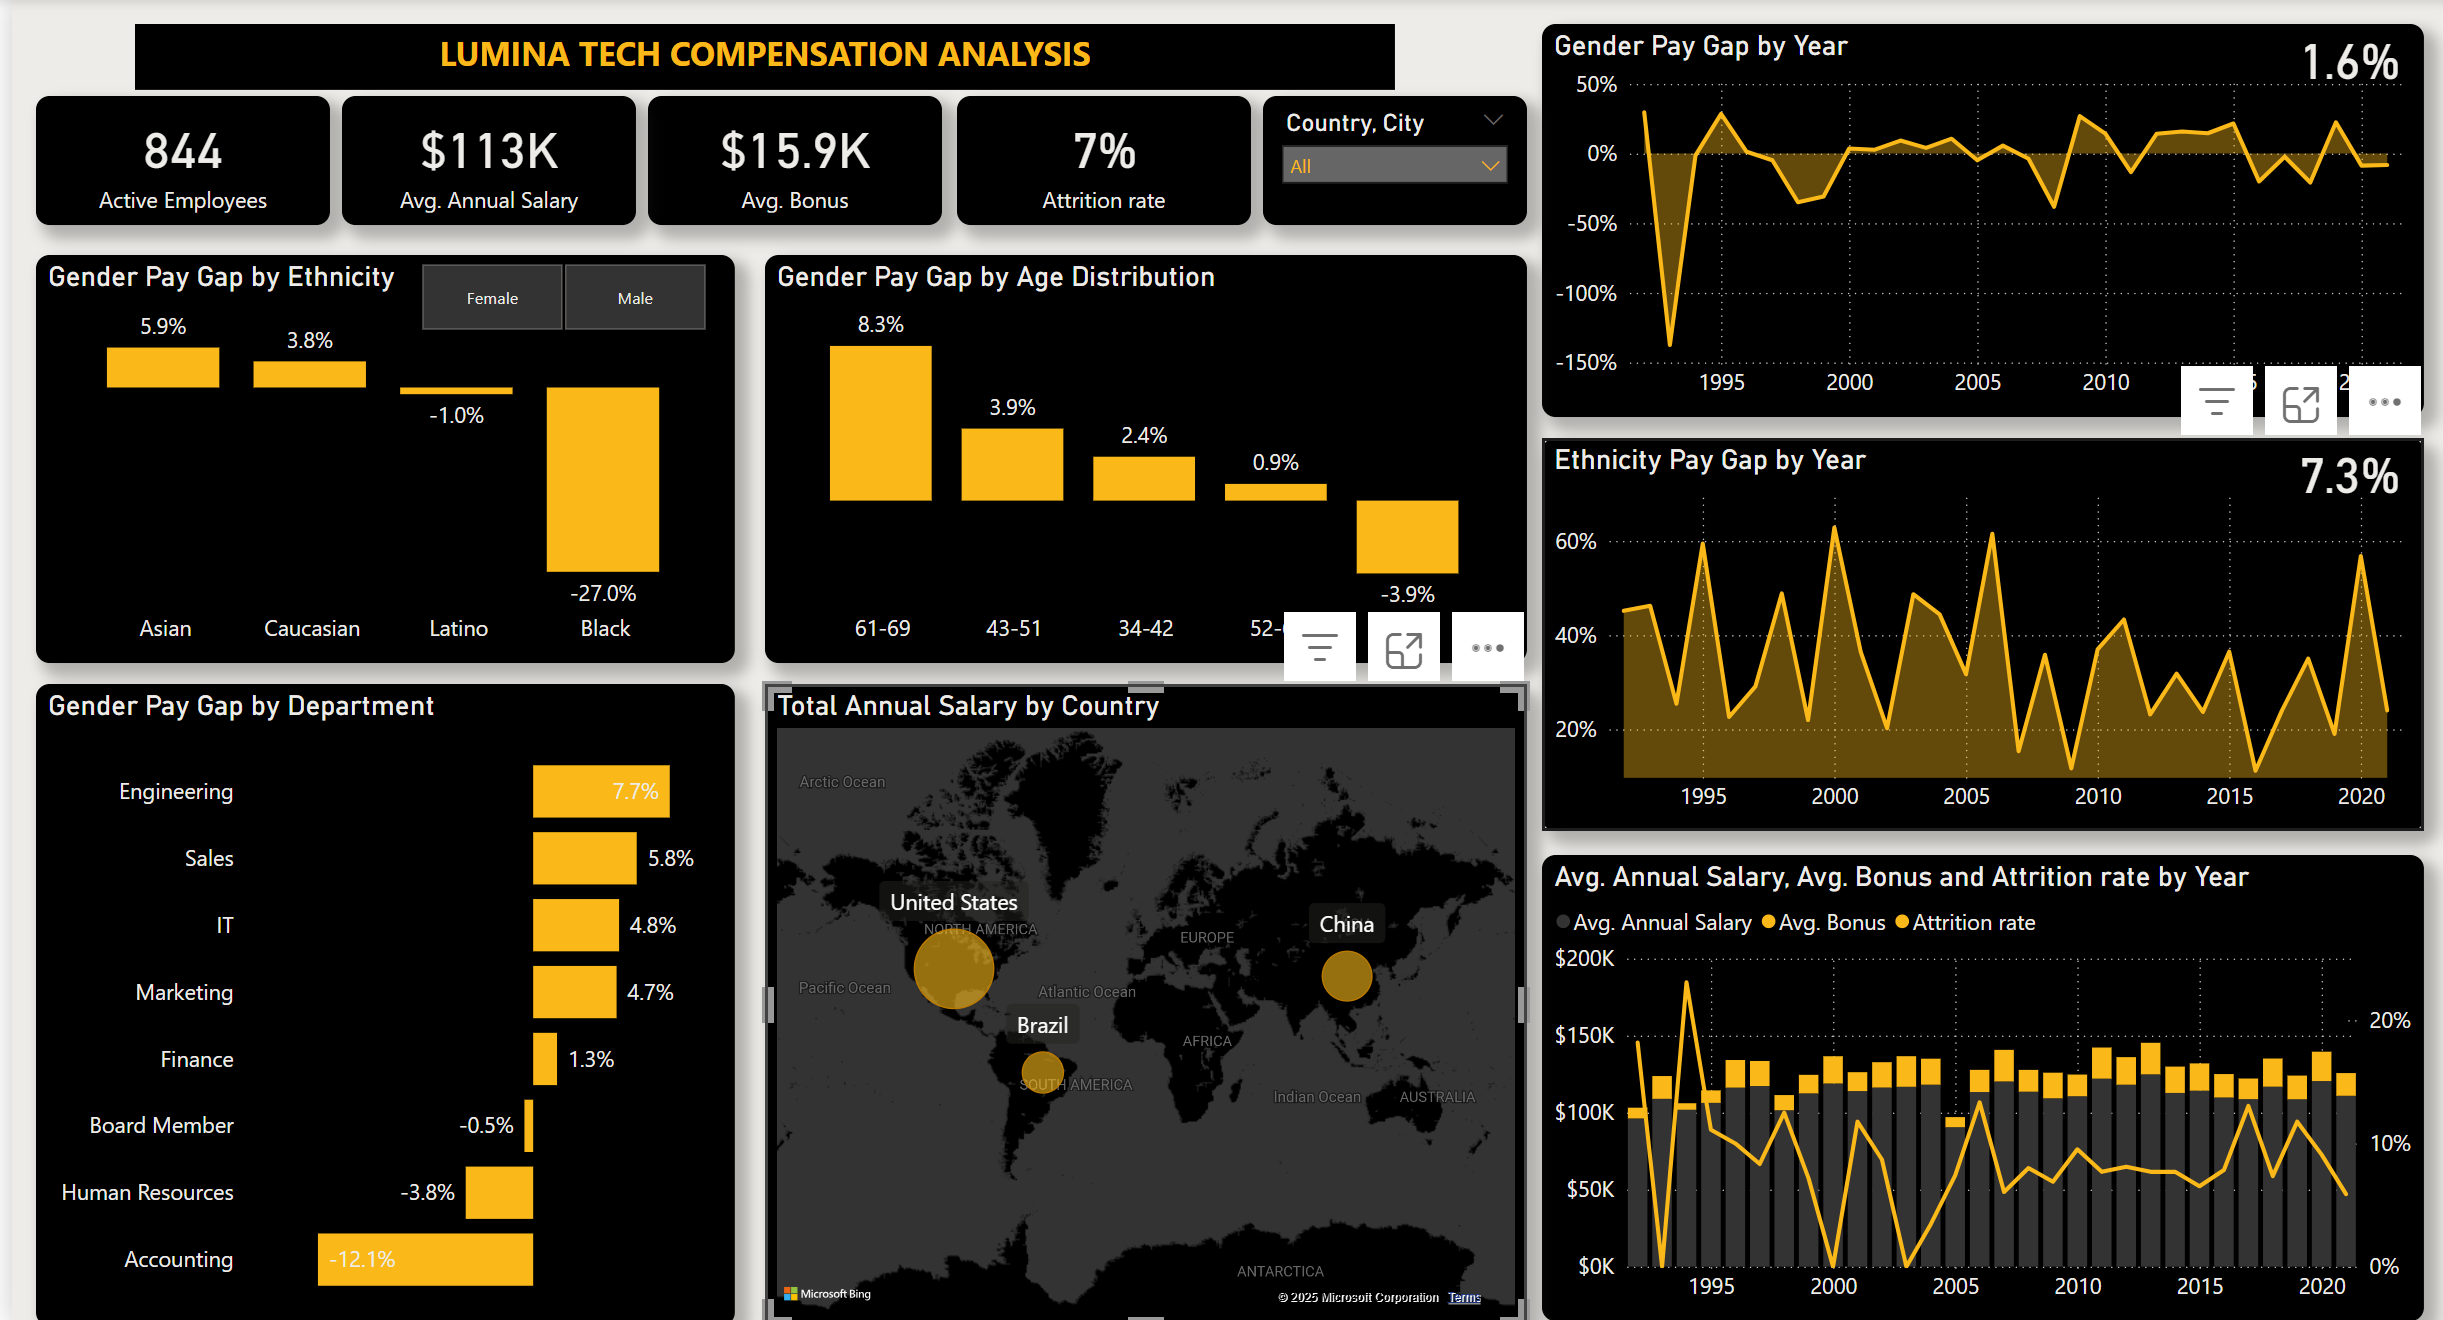 LUMINA TECH COMPENSATION ANALYSIS
844
Active Employees
$113K
Avg. Annual Salary
$15.9K
Avg. Bonus
7%
Attrition rate
Country, City
All
Gender Pay Gap by Ethnicity
Female
Male
5.9%
3.8%
-1.0%
-27.0%
Asian
Caucasian
Latino
Black
Gender Pay Gap by Age Distribution
8.3%
3.9%
2.4%
0.9%
-3.9%
61-69
43-51
34-42
52-
Gender Pay Gap by Department
Engineering
7.7%
Sales
5.8%
IT
4.8%
Marketing
4.7%
Finance
1.3%
Board Member
-0.5%
Human Resources
-3.8%
Accounting
-12.1%
Total Annual Salary by Country
Arctic Ocean
United States
NORTH AMERICA
China
EUROPE
Pacific Ocean
Atlantic Ocean
Brazil
AFRICA
SOUTH AMERICA
Indian Ocean
AUSTRALIA
ANTARCTICA
Microsoft Bing
© 2025 Microsoft Corporation
Terms
Gender Pay Gap by Year
1.6%
50%
0%
-50%
-100%
-150%
1995
2000
2005
2010
Ethnicity Pay Gap by Year
7.3%
60%
40%
20%
1995
2000
2005
2010
2015
2020
Avg. Annual Salary, Avg. Bonus and Attrition rate by Year
Avg. Annual Salary
Avg. Bonus
Attrition rate
$200K
$150K
$100K
$50K
$0K
20%
10%
0%
1995
2000
2005
2010
2015
2020